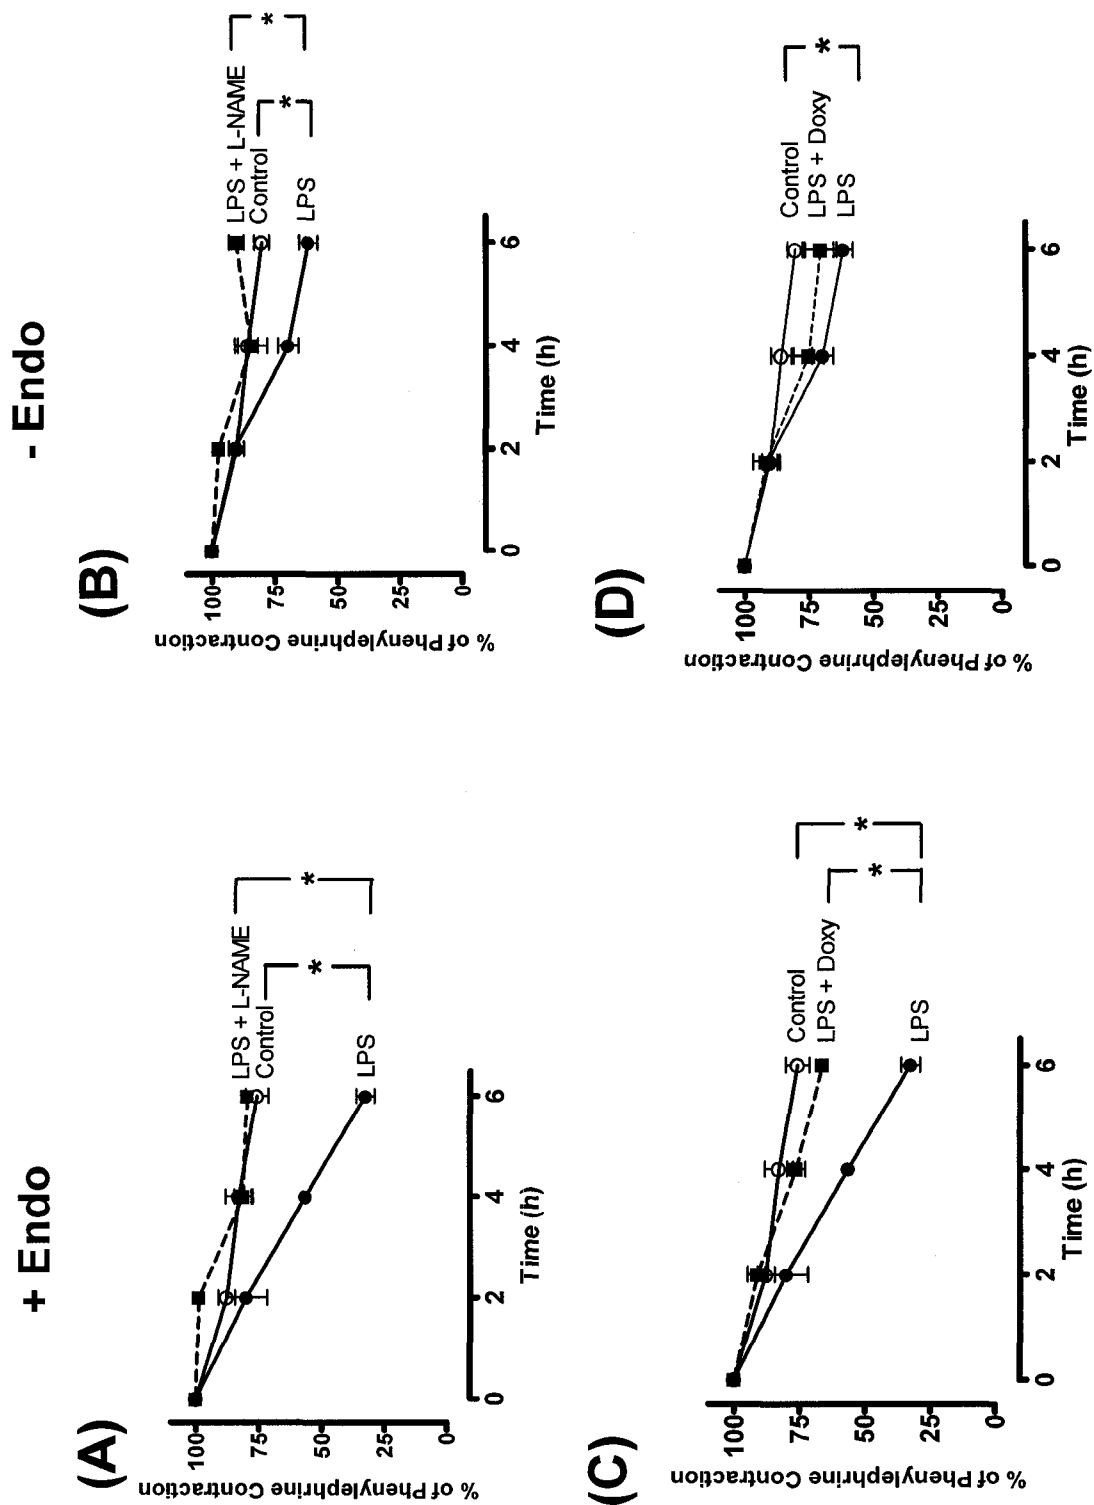 + Endo
- Endo
(A)
% of Phenylephrine Contraction
100
75
50
25
0
0
2
4
6
Time (h)
LPS + L-NAME
Control
LPS
*
*
(B)
% of Phenylephrine Contraction
100
75
50
25
0
0
2
4
6
Time (h)
LPS + L-NAME
Control
LPS
*
*
(C)
% of Phenylephrine Contraction
100
75
50
25
0
0
2
4
6
Time (h)
Control
LPS + Doxy
LPS
*
*
(D)
% of Phenylephrine Contraction
100
75
50
25
0
0
2
4
6
Time (h)
Control
LPS + Doxy
LPS
*